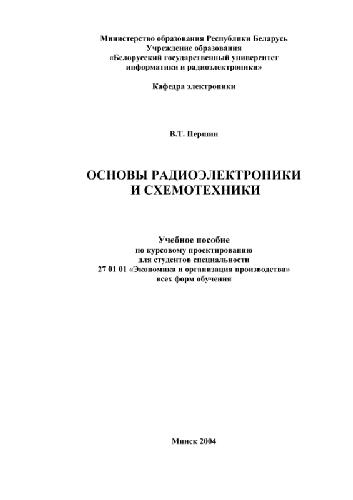 Министерство образования Республики Беларусь
Учреждение образования
«Белорусский государственный университет
информатики и радиоэлектроники»
Кафедра электроники
В.Т. Першин
ОСНОВЫ РАДИОЭЛЕКТРОНИКИ
И СХЕМОТЕХНИКИ
Учебное пособие
по курсовому проектированию
для студентов специальности
27 01 01 «Экономика и организация производства»
всех форм обучения
Минск 2004